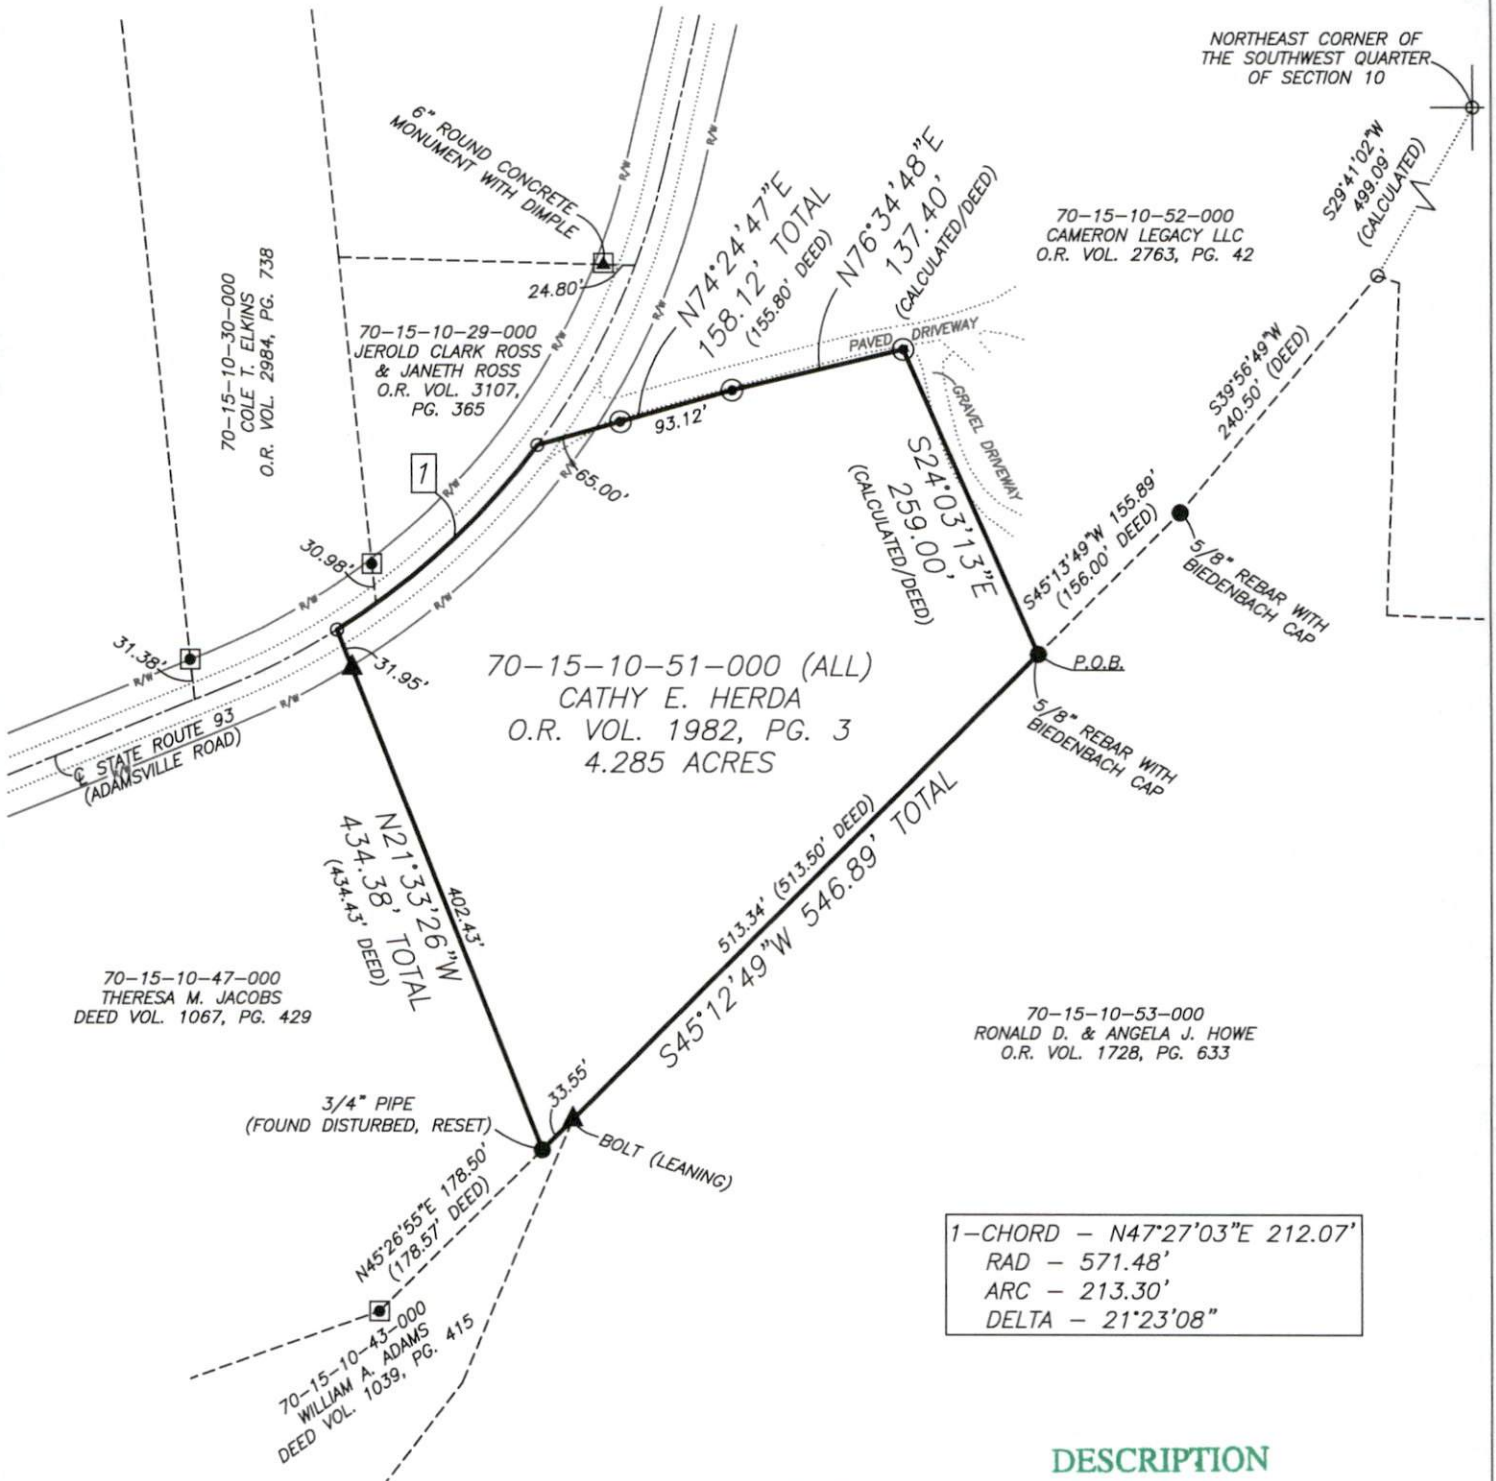 NORTHEAST CORNER OF
THE SOUTHWEST QUARTER
OF SECTION 10
6" ROUND CONCRETE
MONUMENT WITH DIMPLE
S29°41'02"W
499.09'
(CALCULATED)
N74°24'47"E
158.12' TOTAL
(155.80' DEED)
N76°34'48"E
137.40'
(CALCULATED/DEED)
70-15-10-52-000
CAMERON LEGACY LLC
O.R. VOL. 2763, PG. 42
70-15-10-30-000
COLE T. ELKINS
O.R. VOL. 2984, PG. 738
24.80'
70-15-10-29-000
JEROLD CLARK ROSS
& JANETH ROSS
O.R. VOL. 3107,
PG. 365
R/W
R/W
R/W
R/W
PAVED DRIVEWAY
GRAVEL DRIVEWAY
S39°56'49"W
240.50' (DEED)
93.12'
65.00'
1
R/W
R/W
S24°03'13"E
259.00'
(CALCULATED/DEED)
S45°13'49"W 155.89'
(156.00' DEED)
5/8" REBAR WITH
BIEDENBACH CAP
30.98'
R/W
R/W
31.38'
R/W
R/W
31.95'
P.O.B.
5/8" REBAR WITH
BIEDENBACH CAP
70-15-10-51-000 (ALL)
CATHY E. HERDA
O.R. VOL. 1982, PG. 3
4.285 ACRES
℄ STATE ROUTE 93
(ADAMSVILLE ROAD)
N21°33'26"W
434.38' TOTAL
(434.43' DEED)
402.43'
513.34' (513.50' DEED)
S45°12'49"W 546.89' TOTAL
70-15-10-47-000
THERESA M. JACOBS
DEED VOL. 1067, PG. 429
70-15-10-53-000
RONALD D. & ANGELA J. HOWE
O.R. VOL. 1728, PG. 633
3/4" PIPE
(FOUND DISTURBED, RESET)
33.55'
BOLT (LEANING)
N45°26'55"E 178.50'
(178.57' DEED)
70-15-10-43-000
WILLIAM A. ADAMS
DEED VOL. 1039, PG. 415
1-CHORD - N47°27'03"E 212.07'
RAD - 571.48'
ARC - 213.30'
DELTA - 21°23'08"
DESCRIPTION